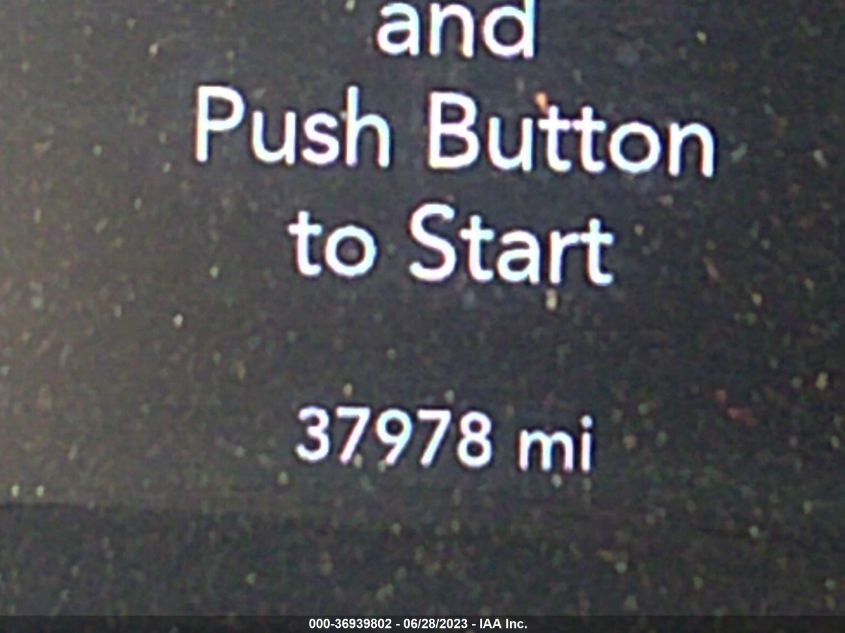 and
Push Button
to Start
37978 mi
000-36939802 - 06/28/2023 - IAA Inc.